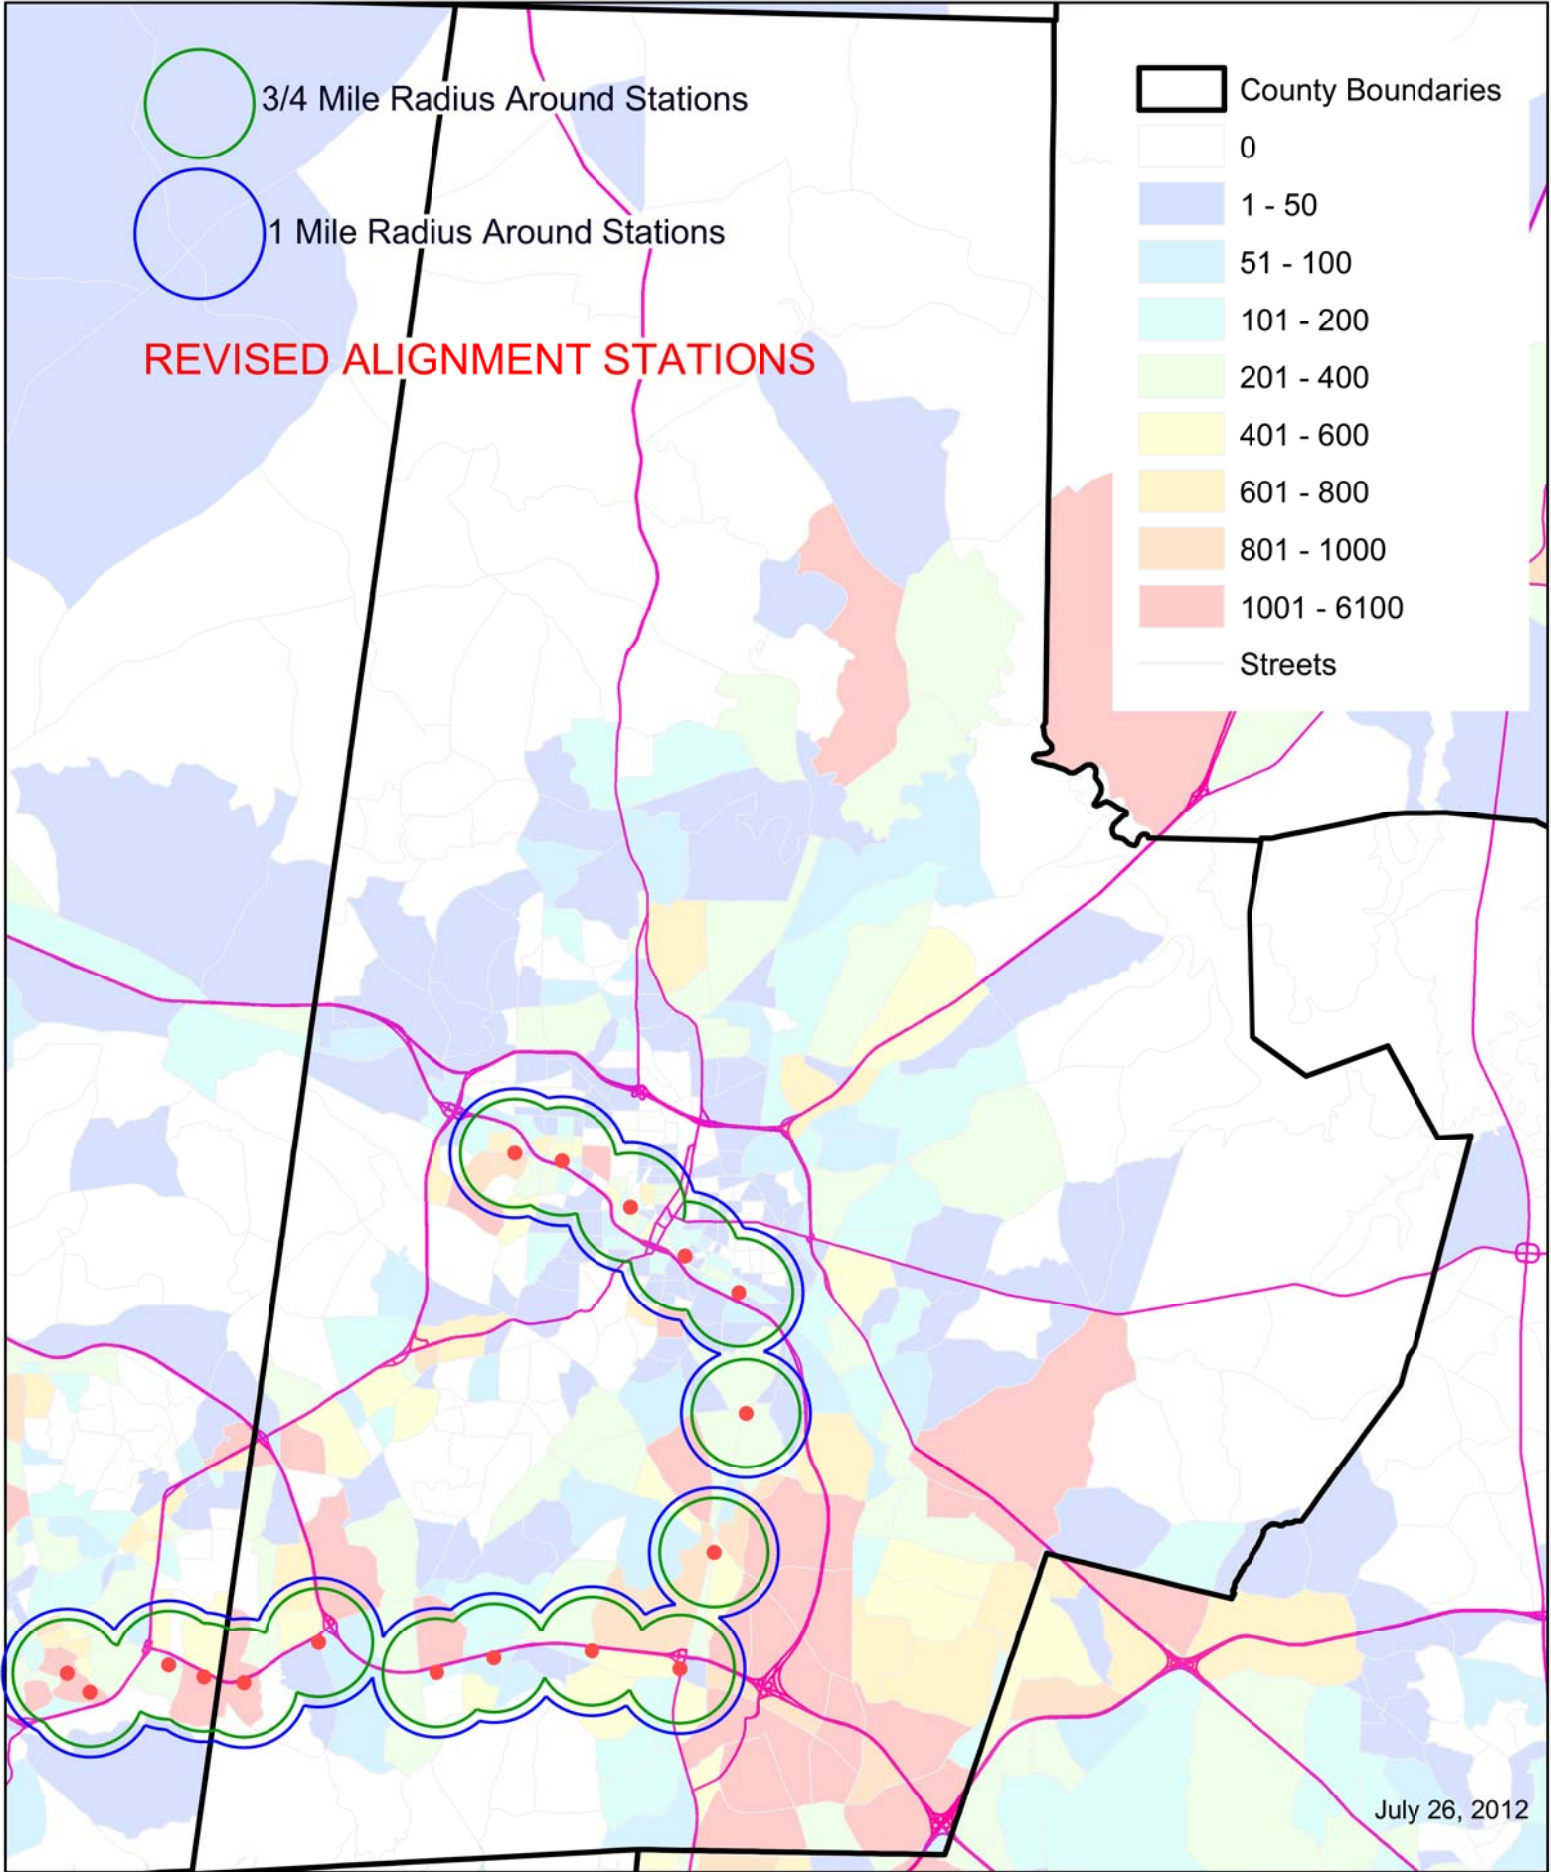 3/4 Mile Radius Around Stations
1 Mile Radius Around Stations
REVISED ALIGNMENT STATIONS
County Boundaries
0
1 - 50
51 - 100
101 - 200
201 - 400
401 - 600
601 - 800
801 - 1000
1001 - 6100
Streets
July 26, 2012